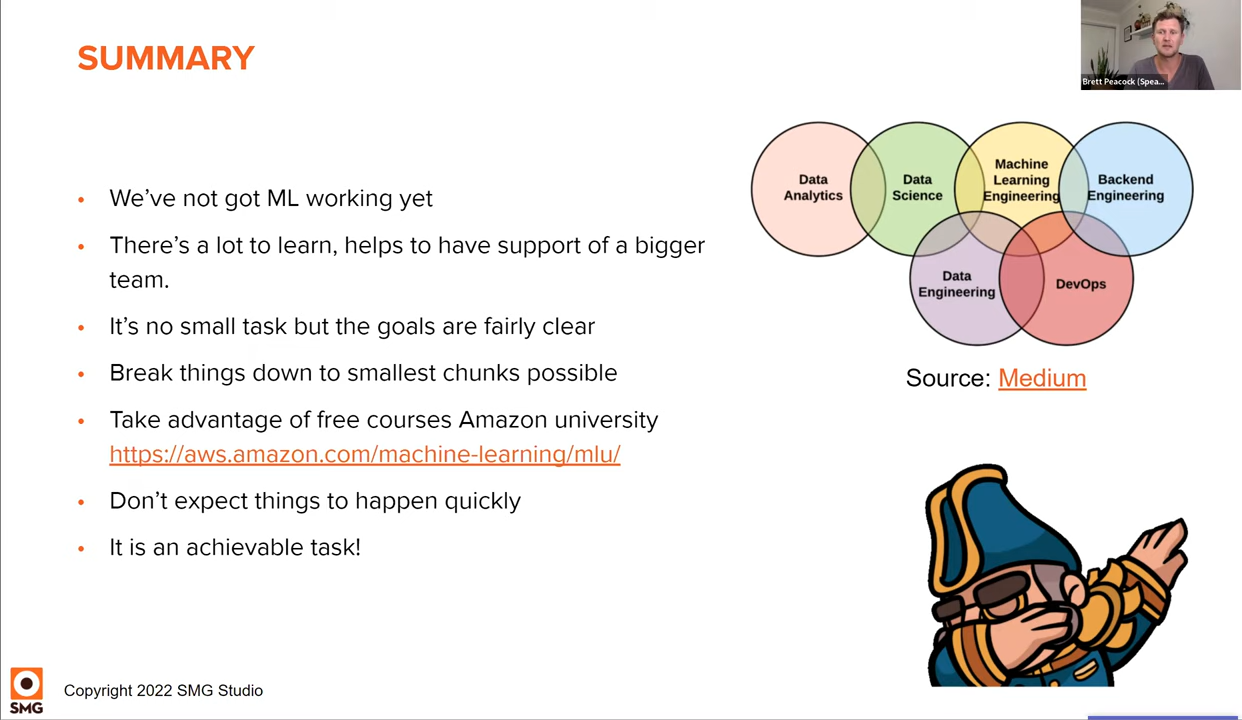 SUMMARY
Brett Peacock (Spea...
We’ve not got ML working yet
There’s a lot to learn, helps to have support of a bigger
team.
It’s no small task but the goals are fairly clear
Break things down to smallest chunks possible
Take advantage of free courses Amazon university
https://aws.amazon.com/machine-learning/mlu/
Don’t expect things to happen quickly
It is an achievable task!
Data
Analytics
Data
Science
Machine
Learning
Engineering
Backend
Engineering
Data
Engineering
DevOps
Source: Medium
SMG
Copyright 2022 SMG Studio